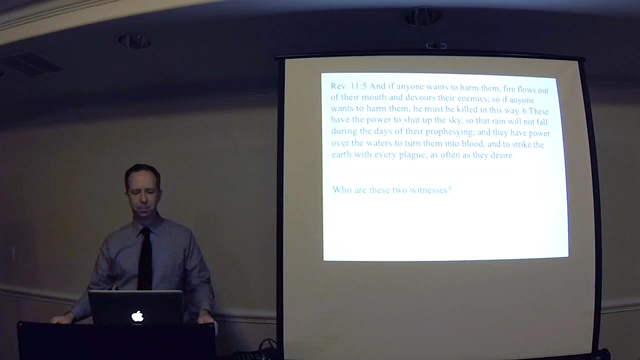 Rev. 11:5 And if anyone wants to harm them, fire flows out
of their mouth and devours their enemies; so if anyone
wants to harm them, he must be killed in this way. 6 These
have the power to shut up the sky, so that rain will not fall
during the days of their prophesying; and they have power
over the waters to turn them into blood, and to strike the
earth with every plague, as often as they desire.
Who are these two witnesses?